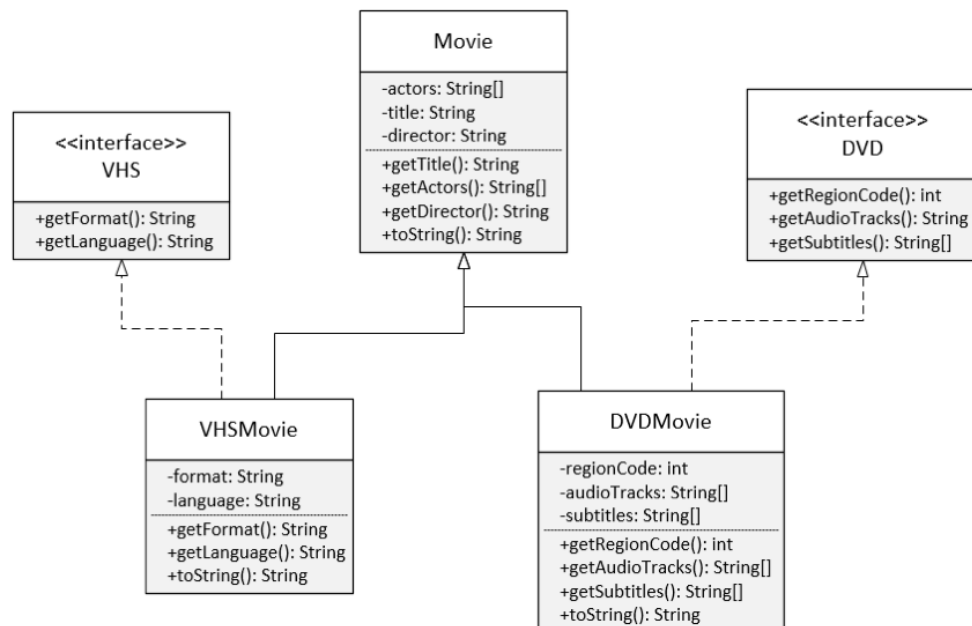 Movie
-actors: String[]
-title: String
-director: String
+getTitle(): String
+getActors(): String[]
+getDirector(): String
+toString(): String
<<interface>>
VHS
+getFormat(): String
+getLanguage(): String
<<interface>>
DVD
+getRegionCode(): int
+getAudioTracks(): String
+getSubtitles(): String[]
VHSMovie
-format: String
-language: String
+getFormat(): String
+getLanguage(): String
+toString(): String
DVDMovie
-regionCode: int
-audioTracks: String[]
-subtitles: String[]
+getRegionCode(): int
+getAudioTracks(): String[]
+getSubtitles(): String[]
+toString(): String